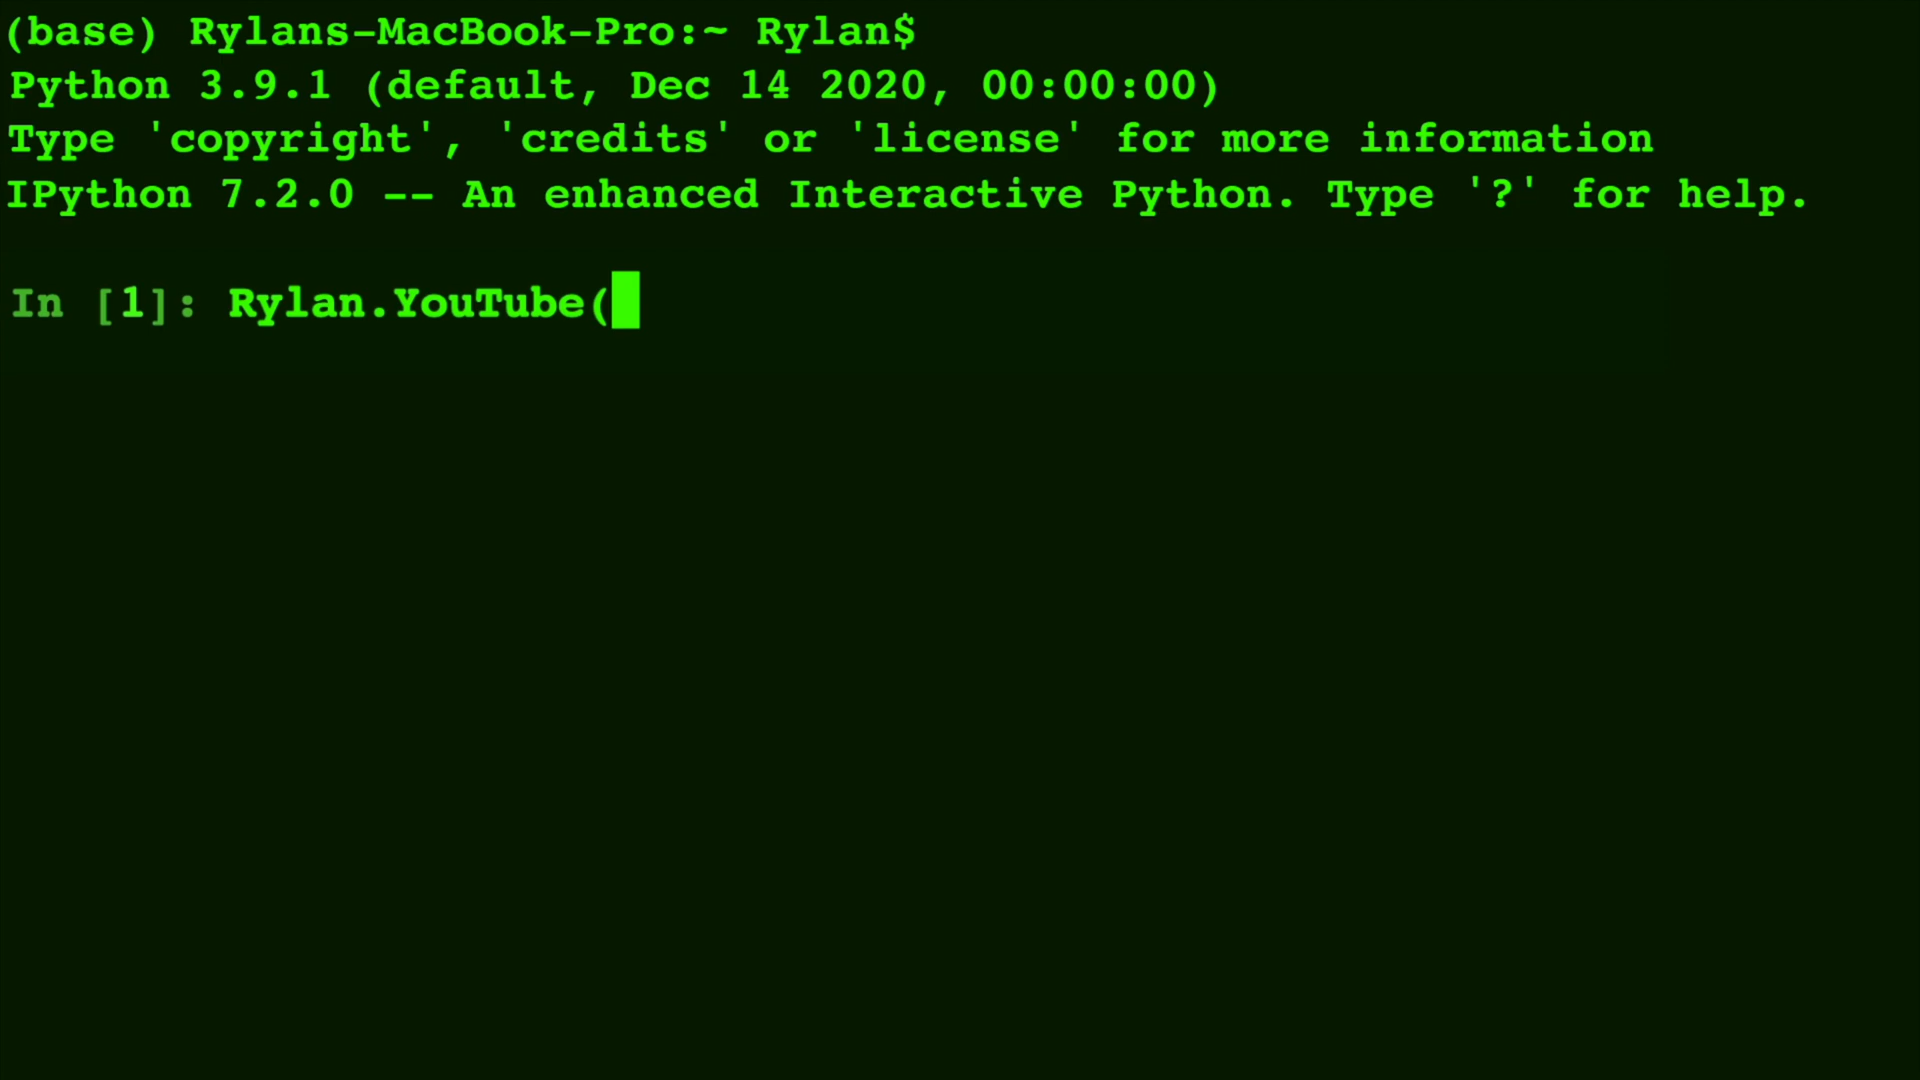 (base) Rylans-MacBook-Pro:~ Rylan$
Python 3.9.1 (default, Dec 14 2020, 00:00:00)
Type 'copyright', 'credits' or 'license' for more information
IPython 7.2.0 -- An enhanced Interactive Python. Type '?' for help.
In [1]: Rylan.YouTube(